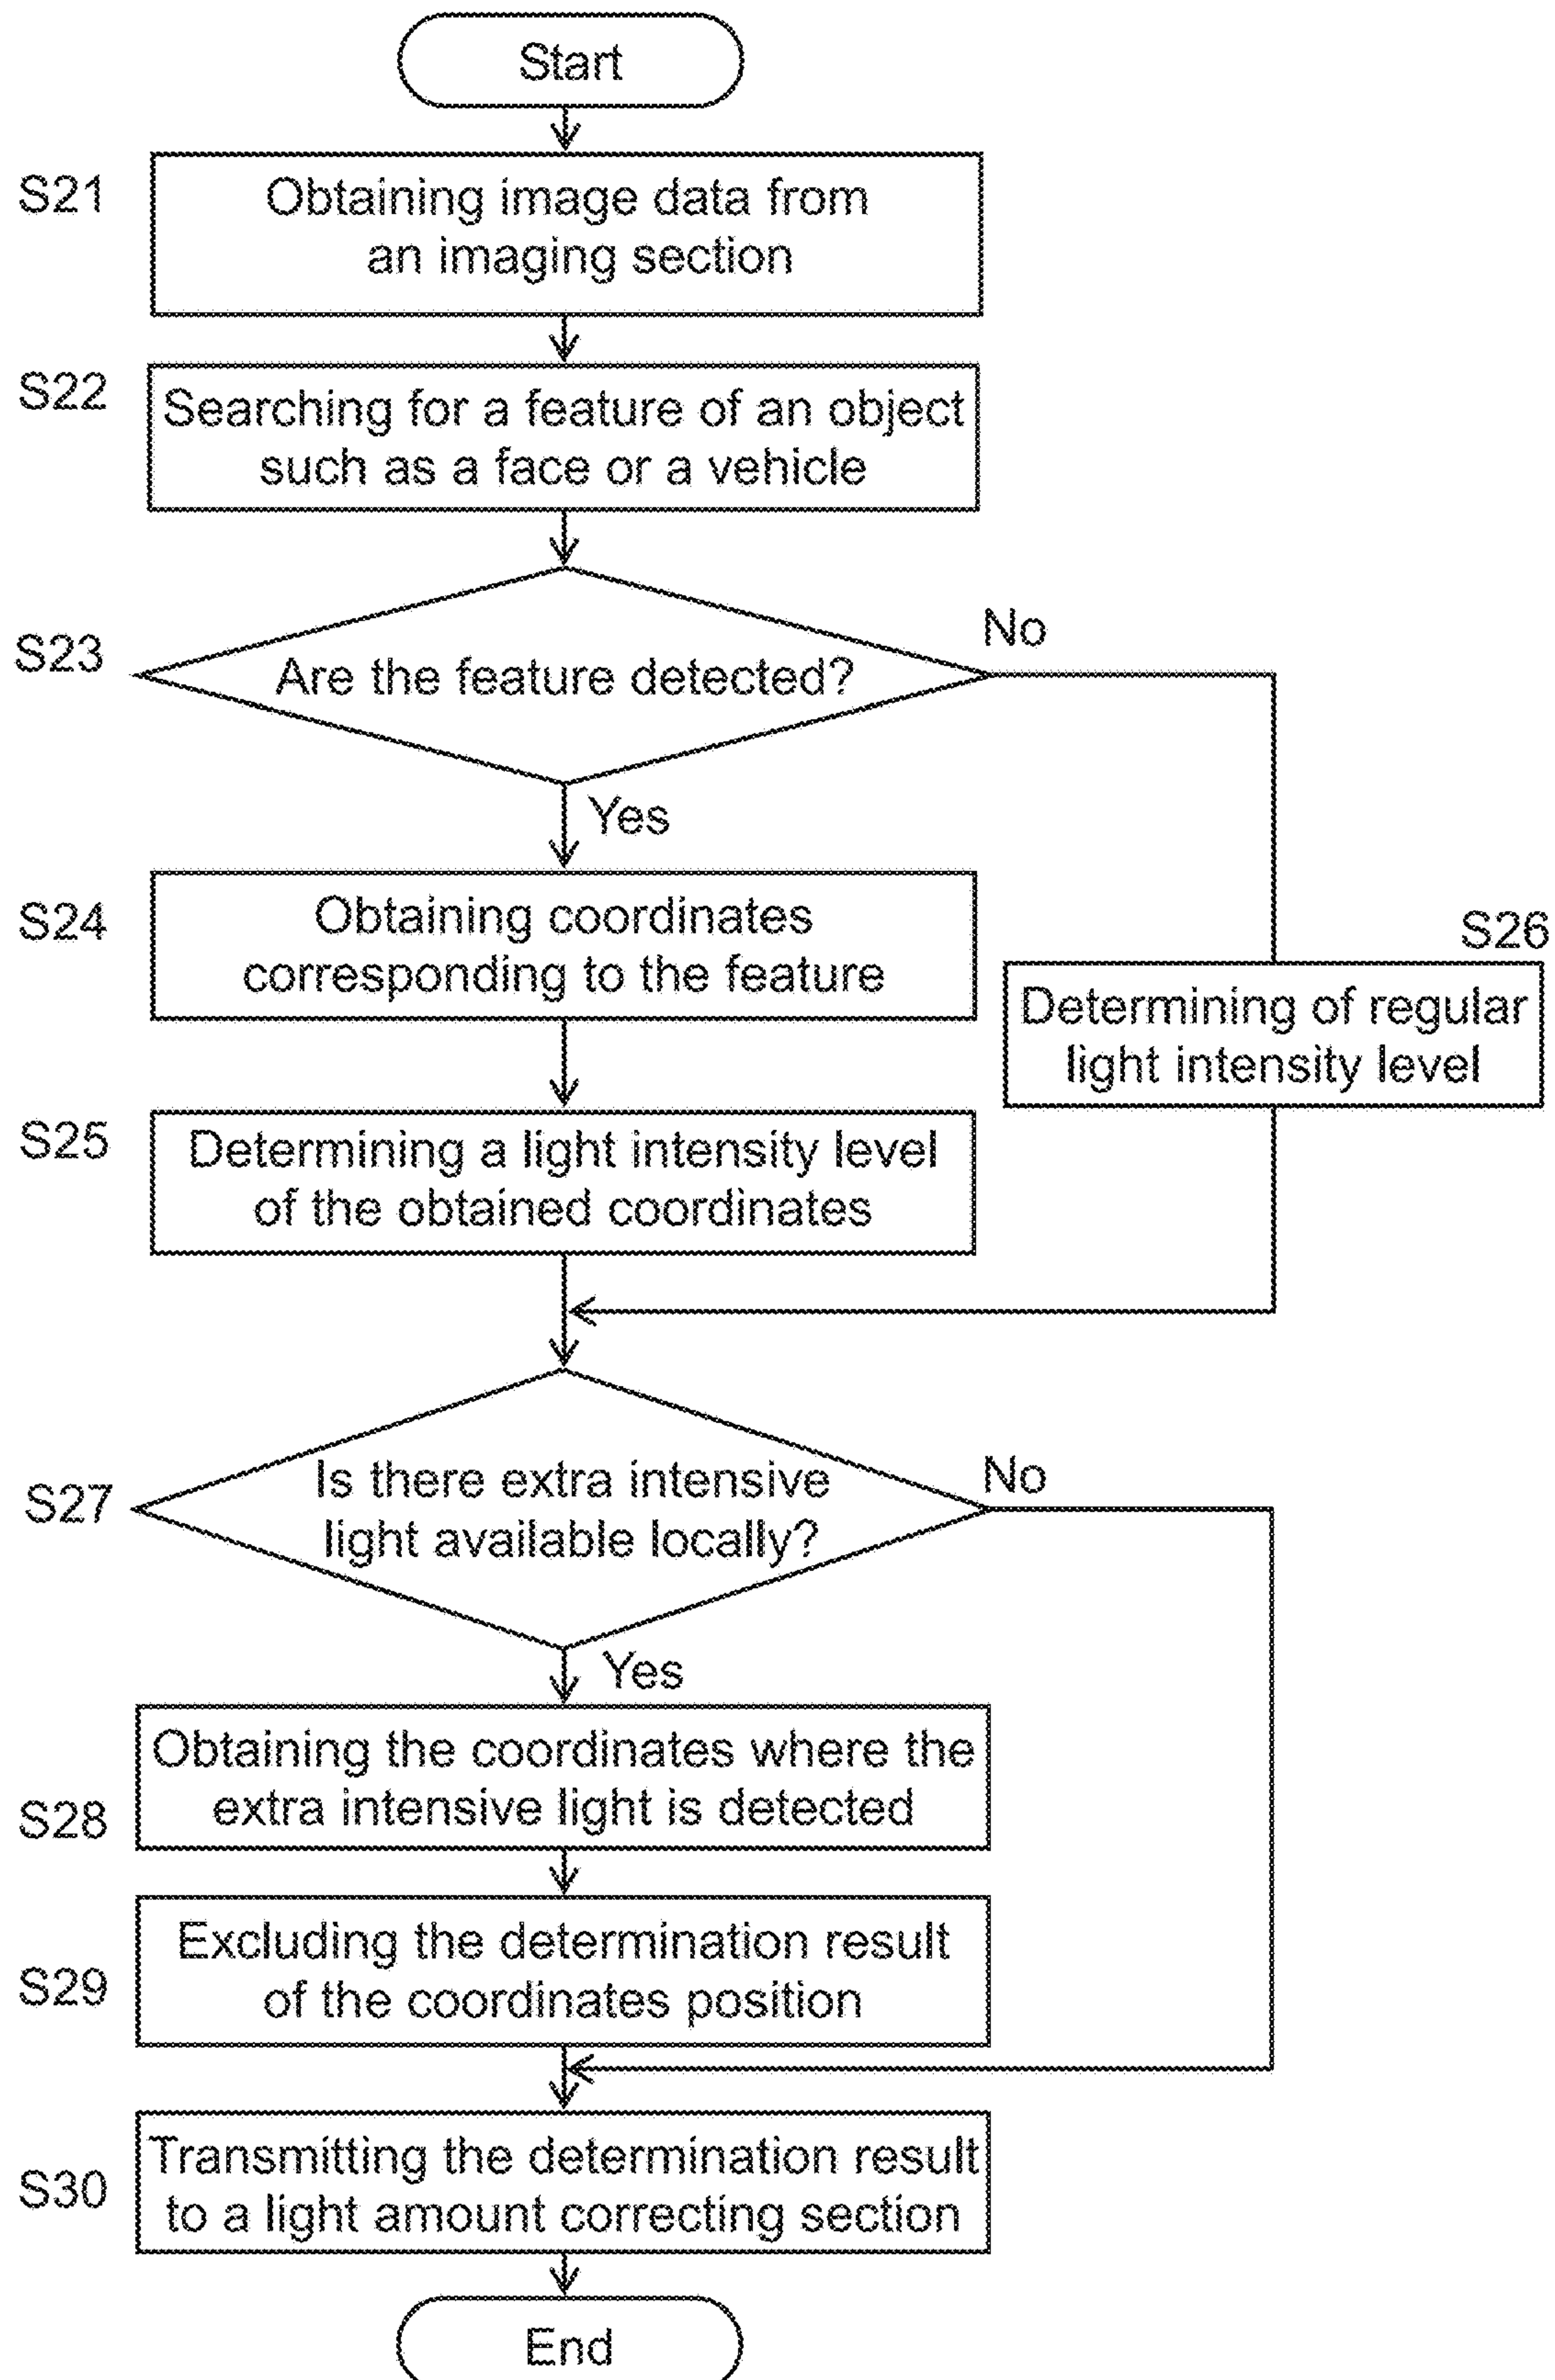 Start
S21
Obtaining image data from
an imaging section
S22
Searching for a feature of an object
such as a face or a vehicle
S23
Are the feature detected?
No
Yes
S24
Obtaining coordinates
corresponding to the feature
S26
Determining of regular
light intensity level
S25
Determining a light intensity level
of the obtained coordinates
S27
Is there extra intensive
light available locally?
No
Yes
S28
Obtaining the coordinates where the
extra intensive light is detected
S29
Excluding the determination result
of the coordinates position
S30
Transmitting the determination result
to a light amount correcting section
End